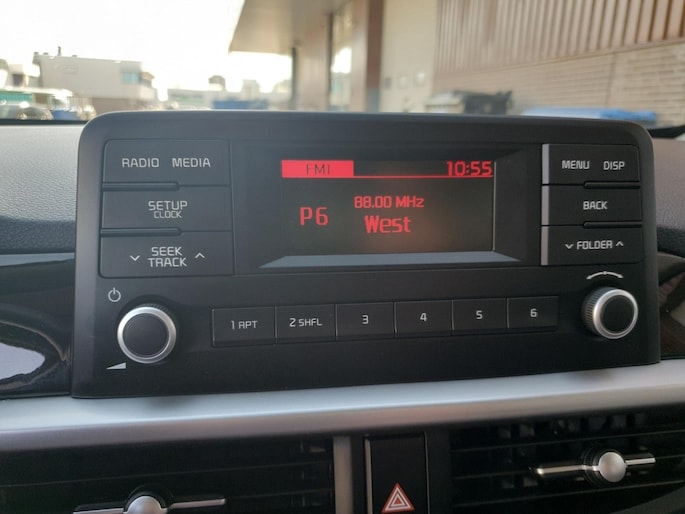 RADIO MEDIA
FM1 10:55
MENU DISP
SETUP
CLOCK
P6
88.00 MHz
West
BACK
SEEK
TRACK
FOLDER
1 RPT
2 SHFL
3
4
5
6